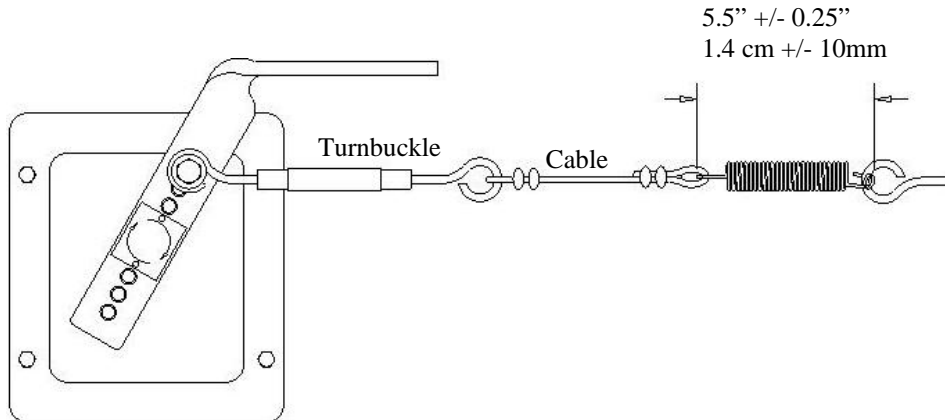 5.5” +/- 0.25”
1.4 cm +/- 10mm
Turnbuckle
Cable